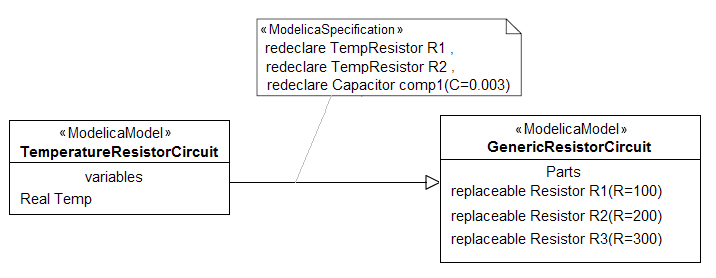 «ModelicaSpecification»
redeclare TempResistor R1 ,
redeclare TempResistor R2 ,
redeclare Capacitor comp1(C=0.003)
«ModelicaModel»
TemperatureResistorCircuit
variables
Real Temp
«ModelicaModel»
GenericResistorCircuit
Parts
replaceable Resistor R1(R=100)
replaceable Resistor R2(R=200)
replaceable Resistor R3(R=300)